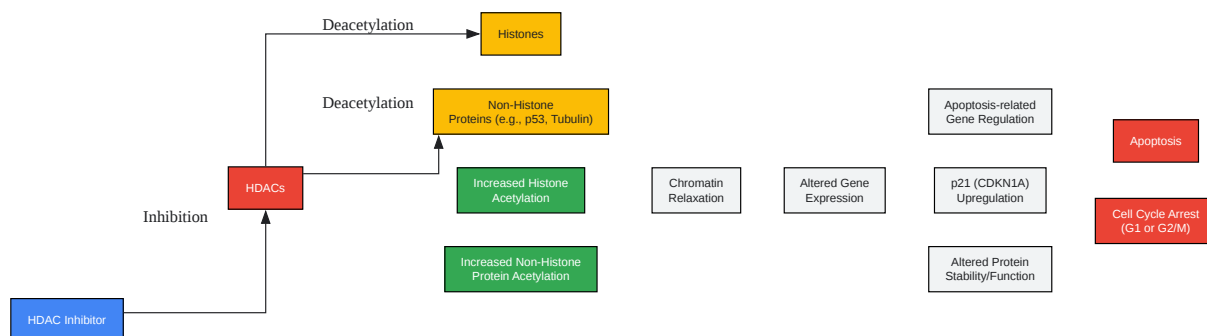 Deacetylation
Histones
Deacetylation
Non-Histone
Proteins (e.g., p53, Tubulin)
Apoptosis-related
Gene Regulation
Apoptosis
HDACs
Increased Histone
Acetylation
Chromatin
Relaxation
Altered Gene
Expression
p21 (CDKN1A)
Upregulation
Inhibition
Cell Cycle Arrest
(G1 or G2/M)
Increased Non-Histone
Protein Acetylation
Altered Protein
Stability/Function
HDAC Inhibitor